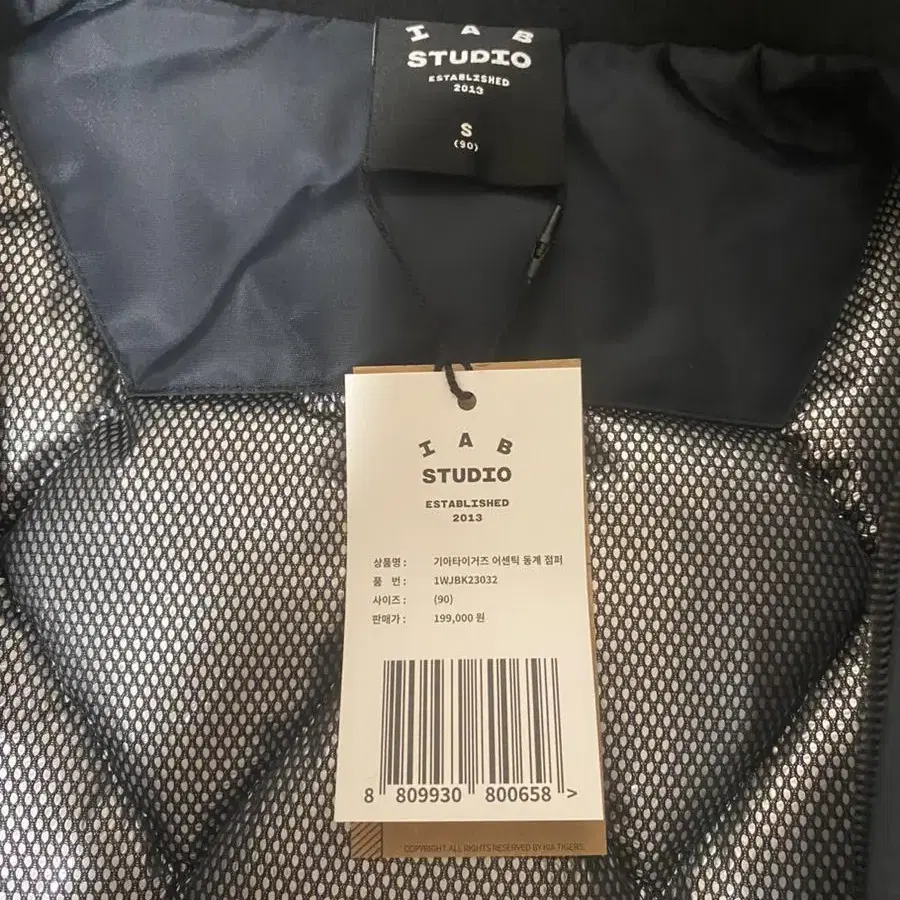 IAB
STUDIO
ESTABLISHED
2013
S
(90)
IAB
STUDIO
ESTABLISHED
2013
상품명 : 기아타이거즈 어센틱 동계 점퍼
품 번 : 1WJBK23032
사이즈 : (90)
판매가 : 199,000 원
8 809930 800658 >
COPYRIGHT. ALL RIGHTS RESERVED BY KIA TIGERS.